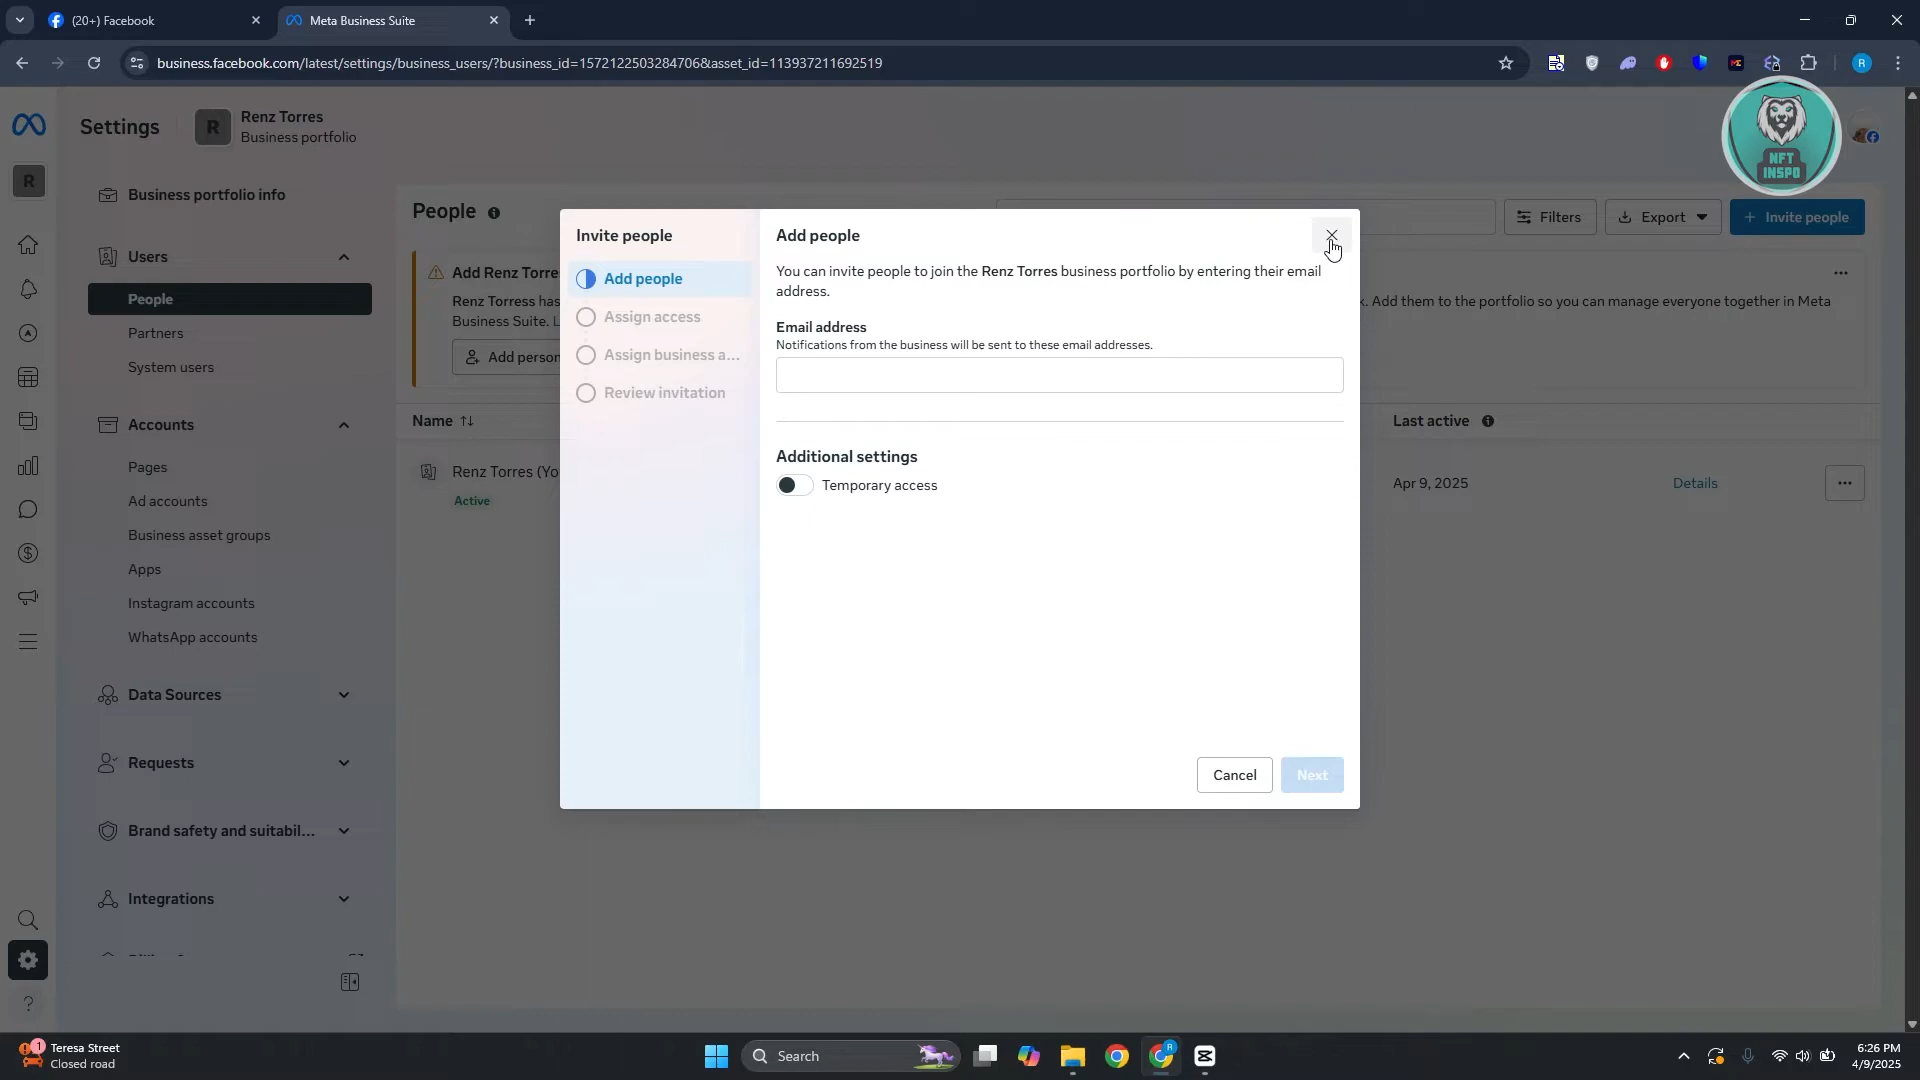 (20+) Facebook
Meta Business Suite
business.facebook.com/latest/settings/business_users/?business_id=1572122503284706&asset_id=113937211692519
R
Settings
R
Renz Torres
Business portfolio
NFT
INSPO
R
Business portfolio info
Users
People
Partners
System users
Accounts
Pages
Ad accounts
Business asset groups
Apps
Instagram accounts
WhatsApp accounts
Data Sources
Requests
Brand safety and suitabil...
Integrations
People
Filters
Export
+ Invite people
Add Renz Torre
Renz Torress has
. Add them to the portfolio so you can manage everyone together in Meta
Business Suite.
Add person
Name
Last active
Renz Torres (Yo
Active
Apr 9, 2025
Details
Invite people
Add people
Assign access
Assign business a...
Review invitation
Add people
You can invite people to join the Renz Torres business portfolio by entering their email
address.
Email address
Notifications from the business will be sent to these email addresses.
Additional settings
Temporary access
Cancel
Next
1
Teresa Street
Closed road
Search
R
6:26 PM
4/9/2025